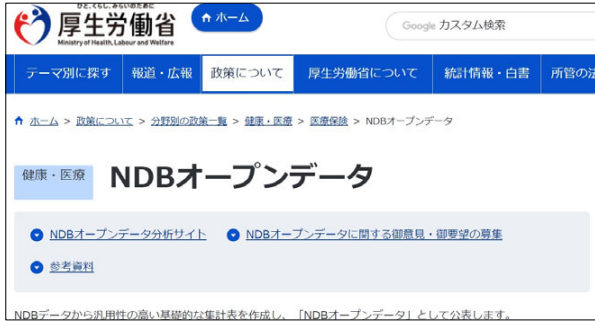 ひと、くらし、みらいのために
厚生労働省
Ministry of Health, Labour and Welfare
ホーム
Google カスタム検索
テーマ別に探す 報道・広報 政策について 厚生労働省について 統計情報・白書 所管の法
ホーム > 政策について > 分野別の政策一覧 > 健康・医療 > 医療保険 > NDBオープンデータ
健康・医療 NDBオープンデータ
NDBオープンデータ分析サイト NDBオープンデータに関する御意見・御要望の募集
参考資料
NDBデータから汎用性の高い基礎的な集計表を作成し、「NDBオープンデータ」として公表します。